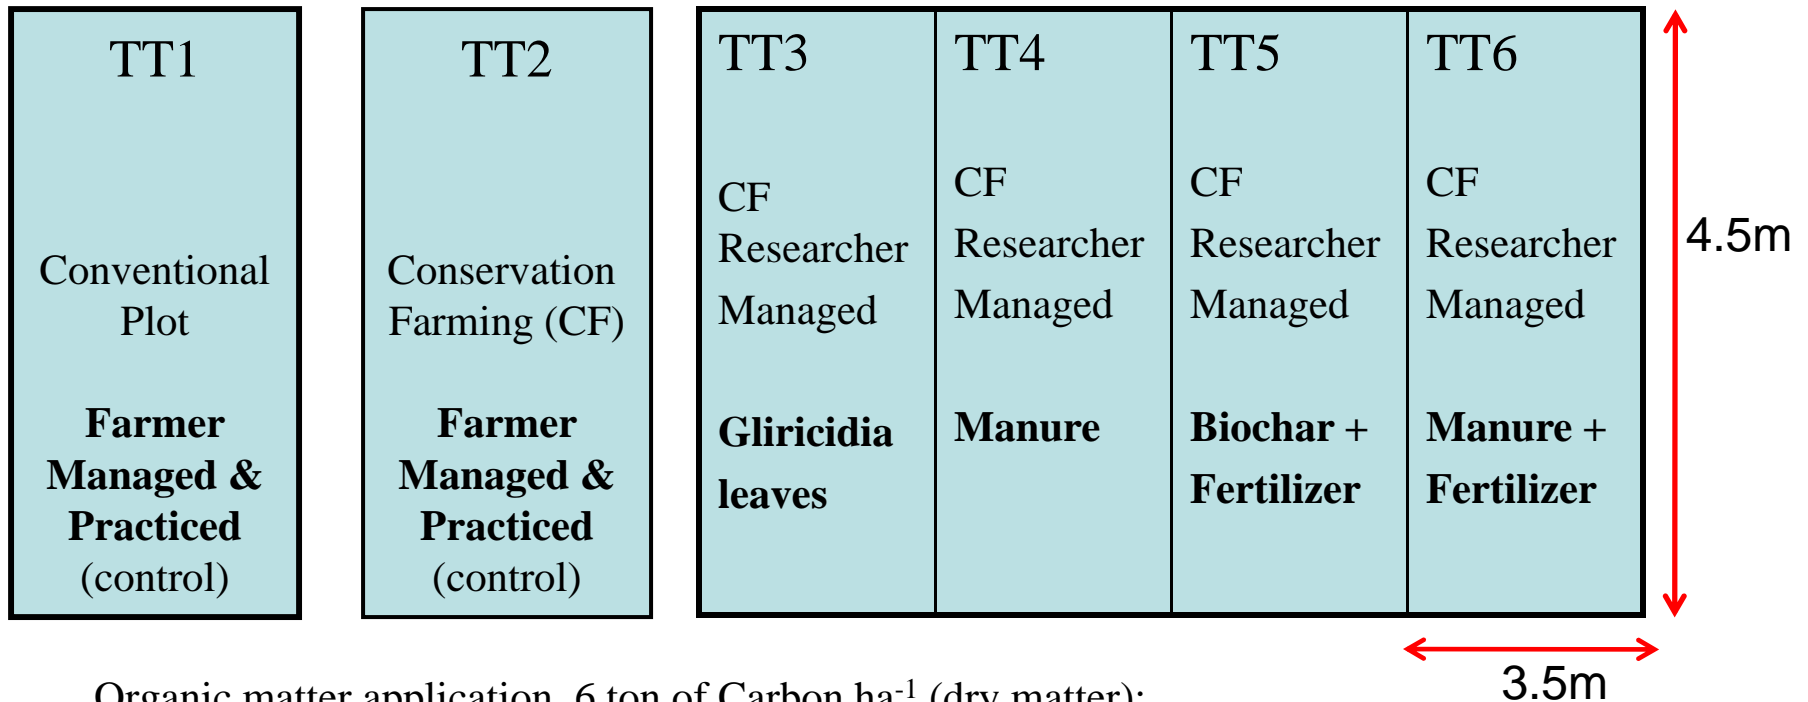 TT1
Conventional
Plot
Farmer
Managed &
Practiced
(control)
TT2
Conservation
Farming (CF)
Farmer
Managed &
Practiced
(control)
TT3
CF
Researcher
Managed
Gliricidia
leaves
TT4
CF
Researcher
Managed
Manure
TT5
CF
Researcher
Managed
Biochar +
Fertilizer
TT6
CF
Researcher
Managed
Manure +
Fertilizer
4.5m
3.5m
Organic matter application, 6 ton of Carbon ha⁻¹ (dry matter):